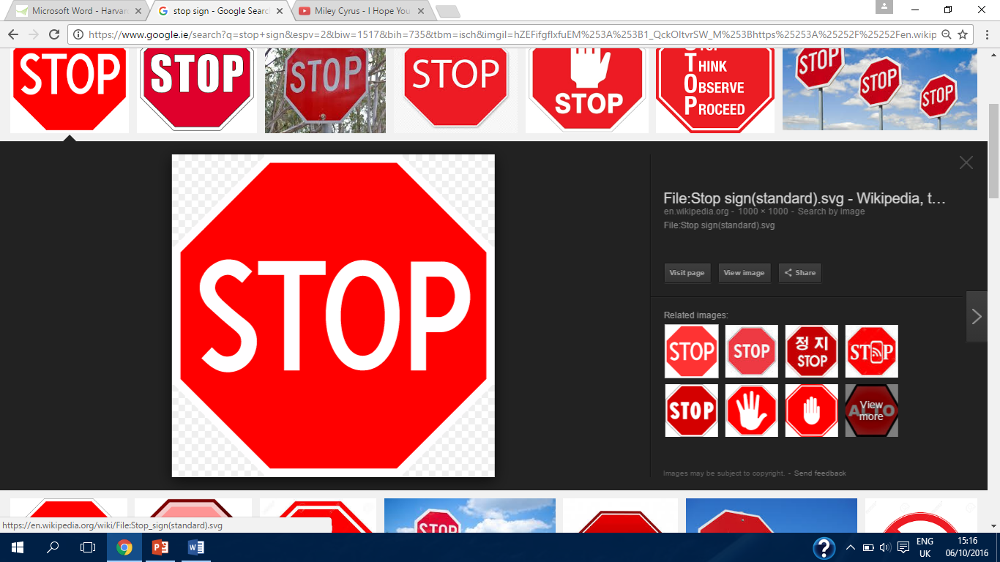 Microsoft Word - Harvar
stop sign - Google Searc
Miley Cyrus - I Hope You
https://www.google.ie/search?q=stop+sign&espv=2&biw=1517&bih=735&tbm=isch&imgil=hZEFifgflxfuEM%253A%253B1_QckOltvrSW_M%253Bhttps%25253A%25252F%25252Fen.wikip
STOP
STOP
STOP
STOP
STOP
STOP
THINK
OBSERVE
PROCEED
STOP
STOP
STOP
STOP
File:Stop sign(standard).svg - Wikipedia, t…
en.wikipedia.org - 1000 × 1000 - Search by image
File:Stop sign(standard).svg
Visit page
View image
Share
Related images:
STOP
STOP
정지
STOP
STOP
STOP
ALTO
View
more
Images may be subject to copyright. - Send feedback
STOP
https://en.wikipedia.org/wiki/File:Stop_sign(standard).svg
ENG
UK
15:16
06/10/2016